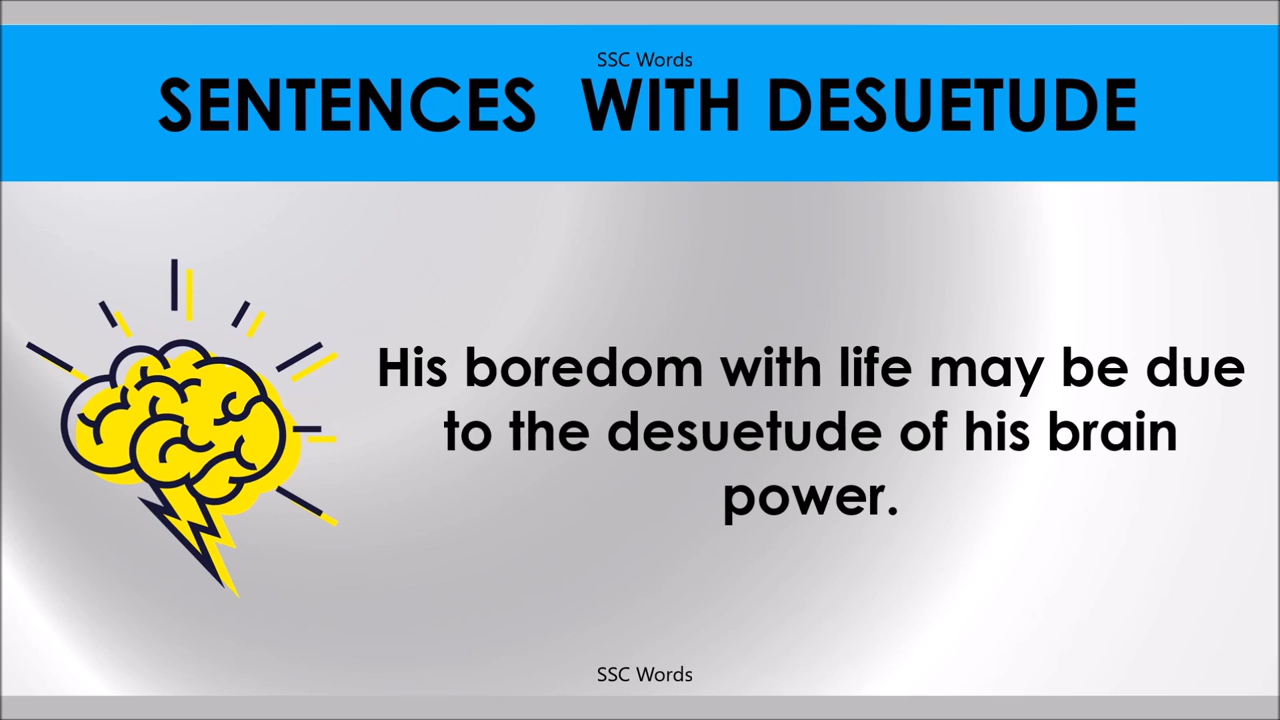 SSC Words
SENTENCES WITH DESUETUDE
His boredom with life may be due
to the desuetude of his brain
power.
SSC Words